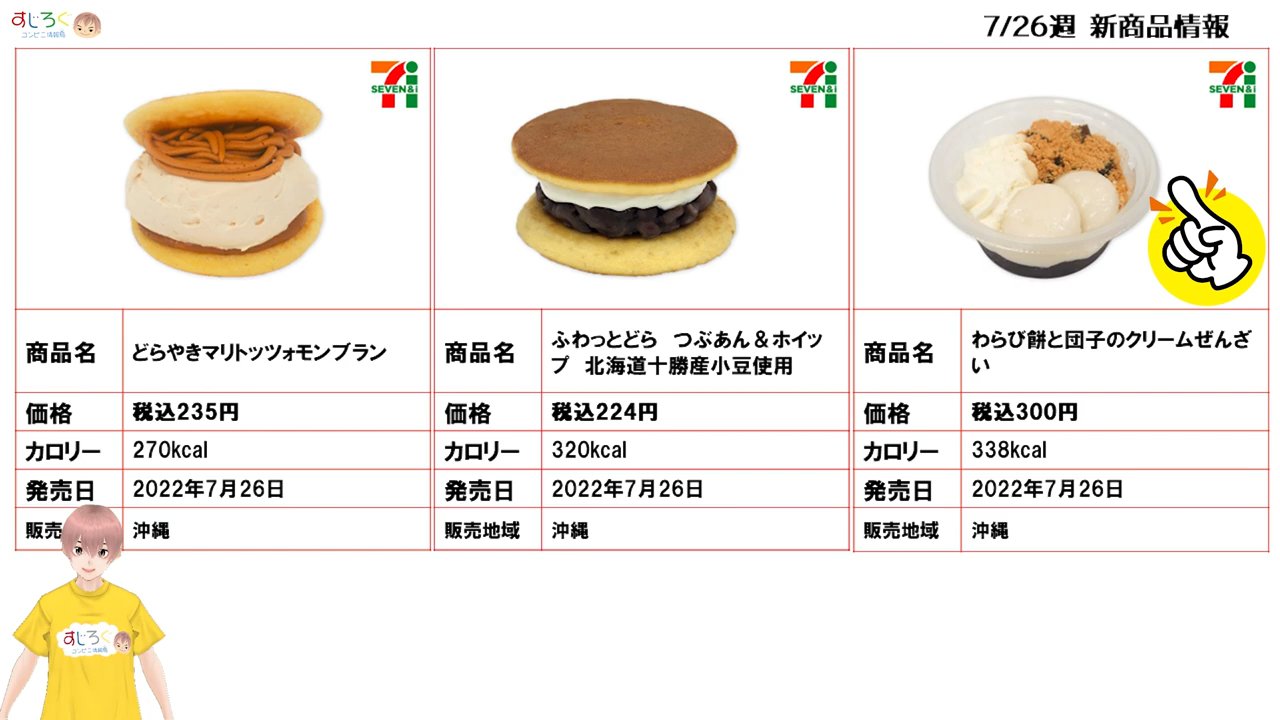 すじろぐ
コンビニ情報局
7/26週 新商品情報
SEVEN&i
SEVEN&i
SEVEN&i
商品名
どらやきマリトッツォモンブラン
価格
税込235円
カロリー
270kcal
発売日
2022年7月26日
販売
沖縄
商品名
ふわっとどら　つぶあん＆ホイッ
プ　北海道十勝産小豆使用
価格
税込224円
カロリー
320kcal
発売日
2022年7月26日
販売地域
沖縄
商品名
わらび餅と団子のクリームぜんざ
い
価格
税込300円
カロリー
338kcal
発売日
2022年7月26日
販売地域
沖縄
すじろぐ
コンビニ情報局